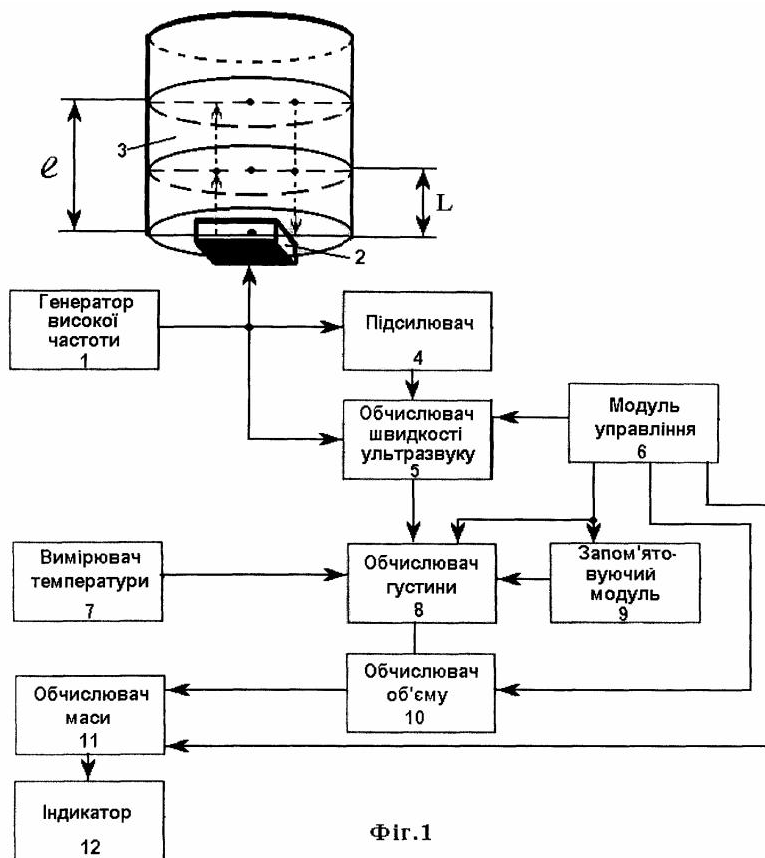 ℓ
3
L
2
Генератор
високої
частоти
1
Підсилювач
4
Обчислювач
швидкості
ультразвуку
5
Модуль
управління
6
Вимірювач
температури
7
Обчислювач
густини
8
Запом'ято-
вуючий
модуль
9
Обчислювач
об'єму
10
Обчислювач
маси
11
Індикатор
12
Фіг.1